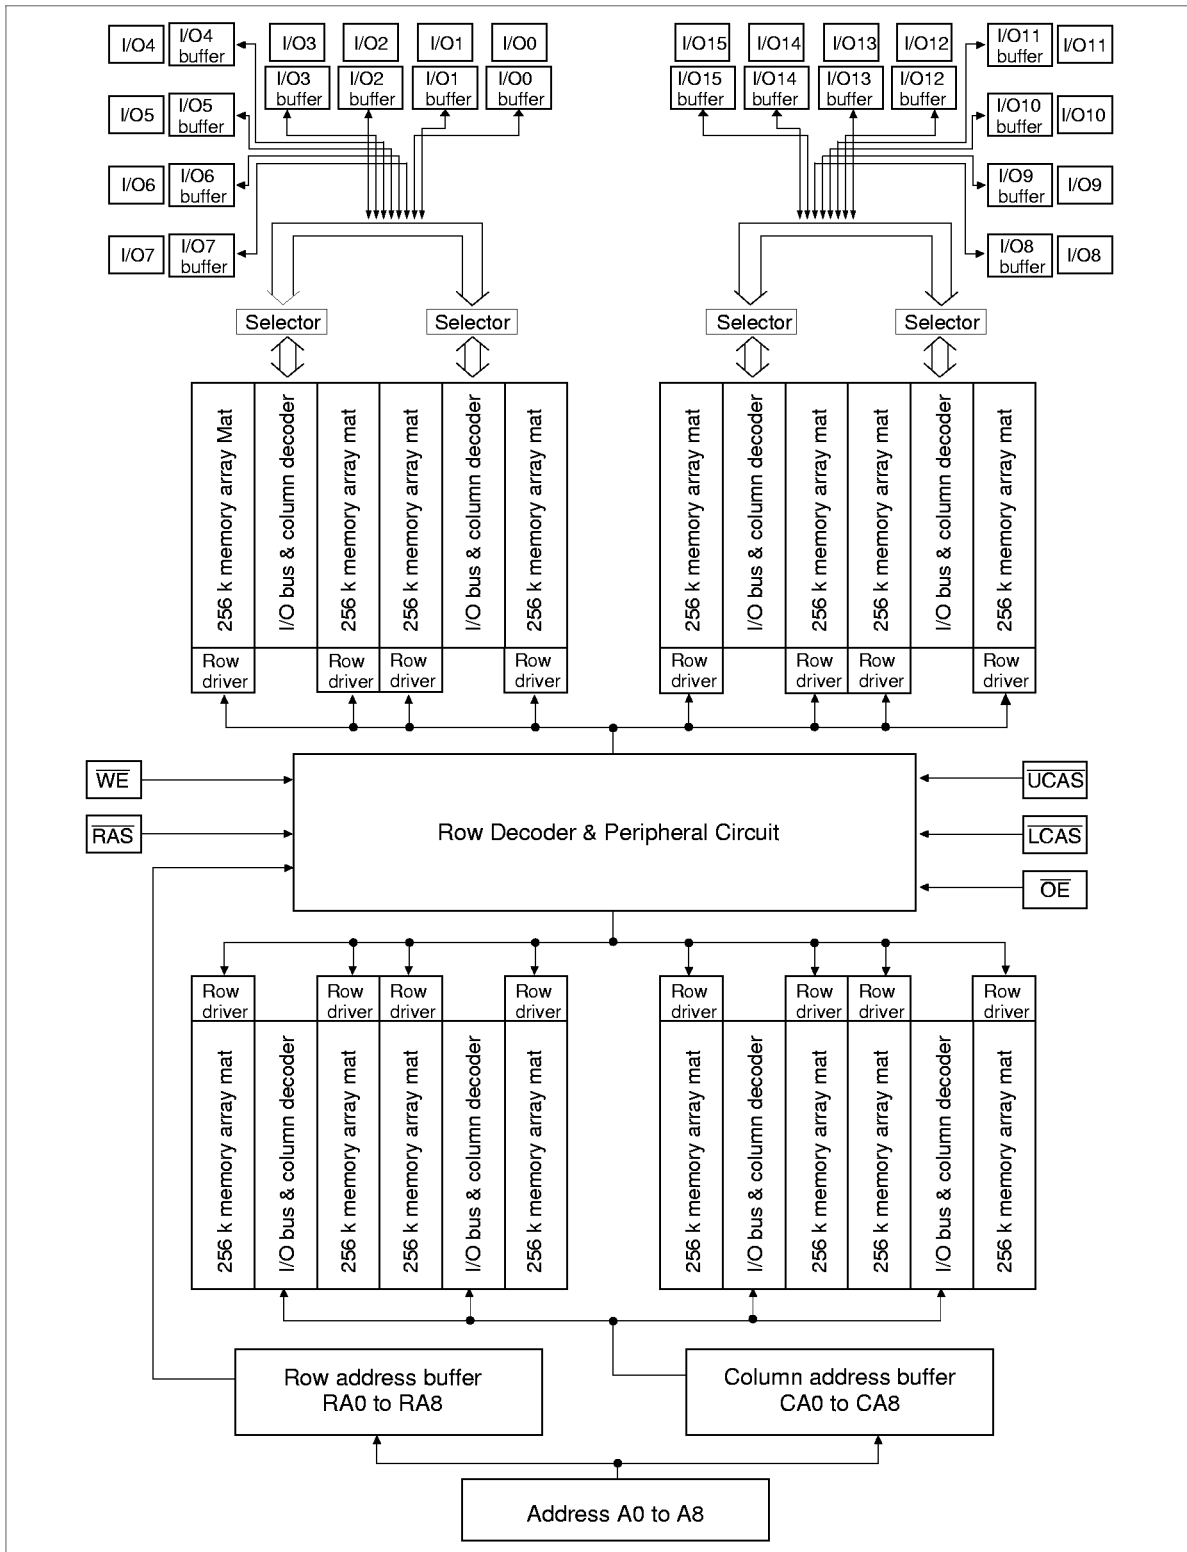 I/O4
I/O4 buffer
I/O3
I/O2
I/O1
I/O0
I/O3 buffer
I/O2 buffer
I/O1 buffer
I/O0 buffer
I/O5
I/O5 buffer
I/O6
I/O6 buffer
I/O7
I/O7 buffer
I/O15
I/O14
I/O13
I/O12
I/O15 buffer
I/O14 buffer
I/O13 buffer
I/O12 buffer
I/O11 buffer
I/O11
I/O10 buffer
I/O10
I/O9 buffer
I/O9
I/O8 buffer
I/O8
Selector
Selector
Selector
Selector
256 k memory array Mat
I/O bus & column decoder
256 k memory array mat
256 k memory array mat
I/O bus & column decoder
256 k memory array mat
256 k memory array mat
I/O bus & column decoder
256 k memory array mat
256 k memory array mat
I/O bus & column decoder
256 k memory array mat
Row driver
Row driver
Row driver
Row driver
Row driver
Row driver
Row driver
Row driver
WE
RAS
Row Decoder & Peripheral Circuit
UCAS
LCAS
OE
Row driver
Row driver
Row driver
Row driver
Row driver
Row driver
Row driver
Row driver
256 k memory array mat
I/O bus & column decoder
256 k memory array mat
256 k memory array mat
I/O bus & column decoder
256 k memory array mat
256 k memory array mat
I/O bus & column decoder
256 k memory array mat
256 k memory array mat
I/O bus & column decoder
256 k memory array mat
Row address buffer
RA0 to RA8
Column address buffer
CA0 to CA8
Address A0 to A8